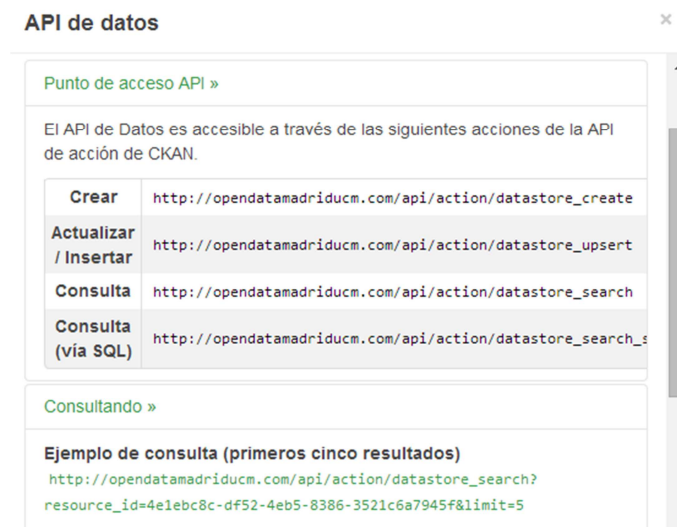 API de datos
×
Punto de acceso API »
El API de Datos es accesible a través de las siguientes acciones de la API
de acción de CKAN.
Crear http://opendatamadriducm.com/api/action/datastore_create
Actualizar
/ Insertar http://opendatamadriducm.com/api/action/datastore_upsert
Consulta http://opendatamadriducm.com/api/action/datastore_search
Consulta
(vía SQL) http://opendatamadriducm.com/api/action/datastore_search_s
Consultando »
Ejemplo de consulta (primeros cinco resultados)
http://opendatamadriducm.com/api/action/datastore_search?
resource_id=4e1ebc8c-df52-4eb5-8386-3521c6a7945f&limit=5